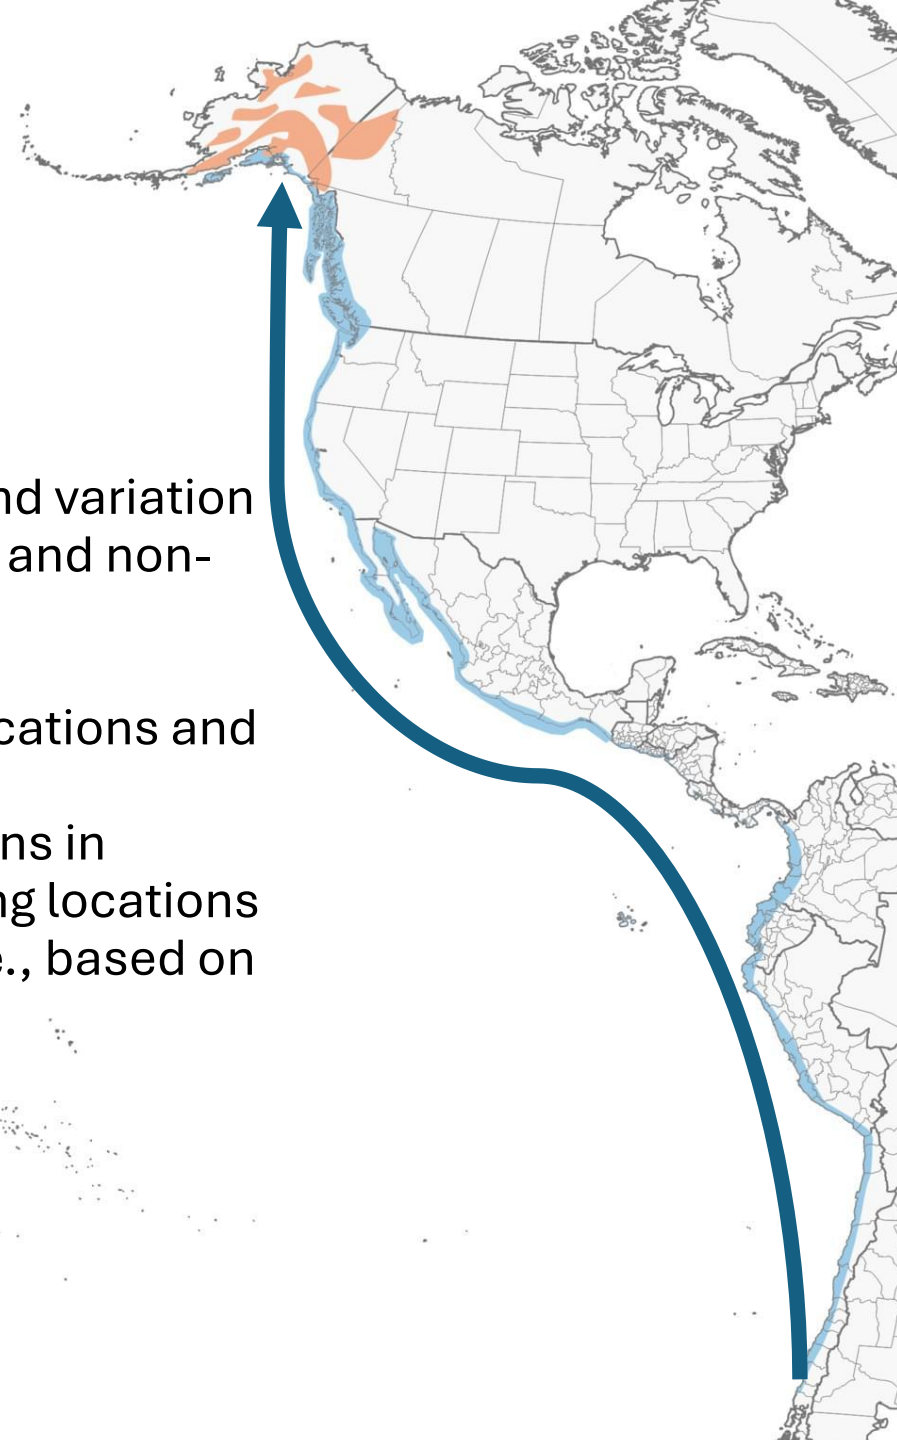 nd variation
and non-
cations and
ns in
ng locations
e., based on